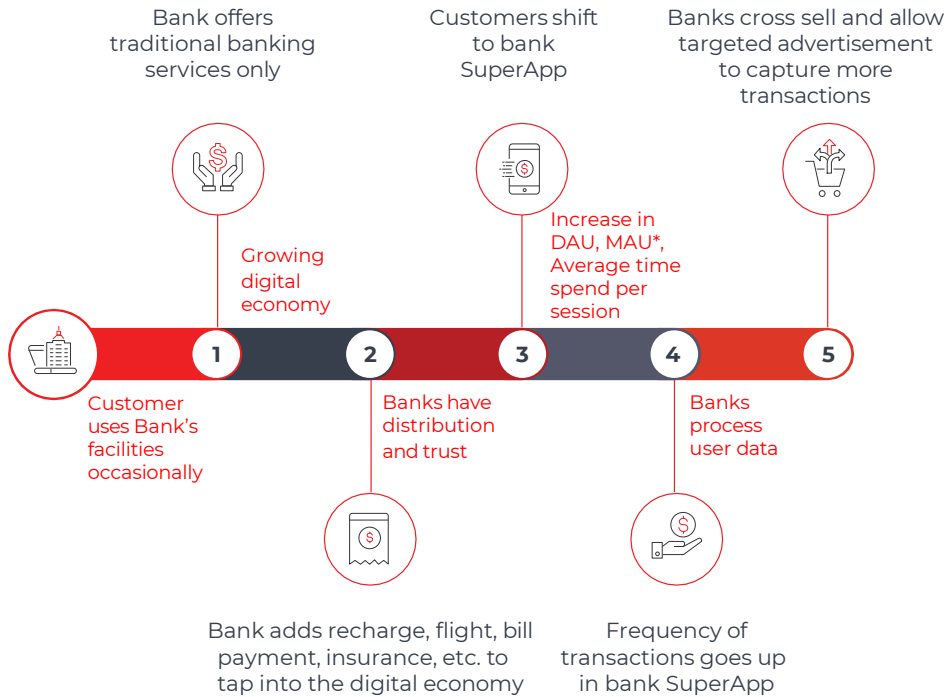 Bank offers
traditional banking
services only
Customers shift
to bank
SuperApp
Banks cross sell and allow
targeted advertisement
to capture more
transactions
$
$
Growing
digital
economy
Increase in
DAU, MAU*,
Average time
spend per
session
1
2
3
4
5
Customer
uses Bank’s
facilities
occasionally
Banks have
distribution
and trust
Banks
process
user data
$
$
Bank adds recharge, flight, bill
payment, insurance, etc. to
tap into the digital economy
Frequency of
transactions goes up
in bank SuperApp